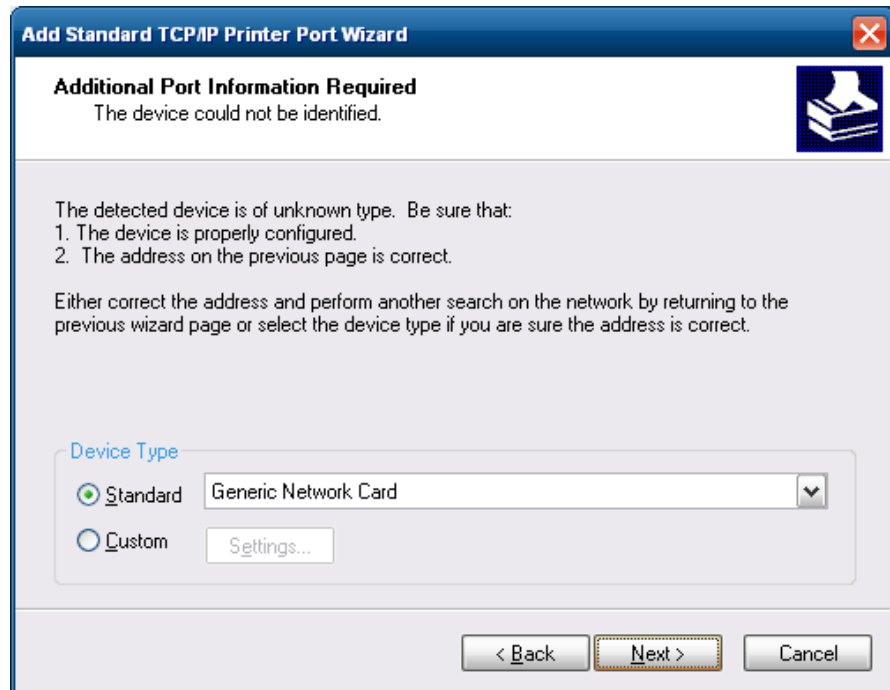 Add Standard TCP/IP Printer Port Wizard
Additional Port Information Required
The device could not be identified.
The detected device is of unknown type.  Be sure that:
1. The device is properly configured.
2.  The address on the previous page is correct.
Either correct the address and perform another search on the network by returning to the
previous wizard page or select the device type if you are sure the address is correct.
Device Type
Standard Generic Network Card
Custom Settings...
< Back Next > Cancel